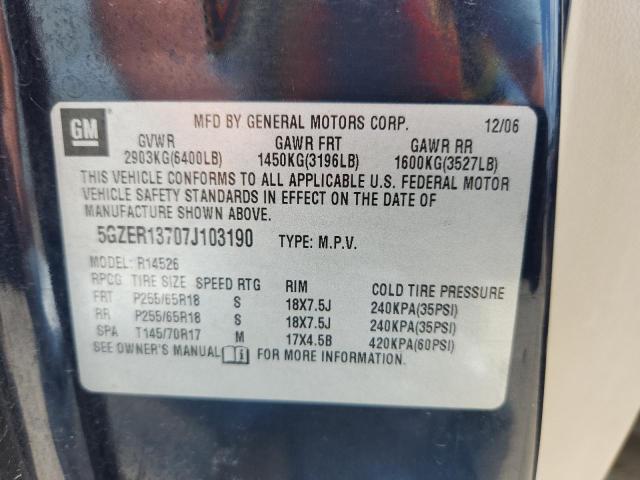 GM
MFD BY GENERAL MOTORS CORP. 12/06
GVWR GAWR FRT GAWR RR
2903KG(6400LB) 1450KG(3196LB) 1600KG(3527LB)
THIS VEHICLE CONFORMS TO ALL APPLICABLE U.S. FEDERAL MOTOR
VEHICLE SAFETY STANDARDS IN EFFECT ON THE DATE OF
MANUFACTURE SHOWN ABOVE.
5GZER13707J103190 TYPE: M.P.V.
MODEL: R14526
RPCG TIRE SIZE SPEED RTG RIM COLD TIRE PRESSURE
FRT P255/65R18 S 18X7.5J 240KPA(35PSI)
RR P255/65R18 S 18X7.5J 240KPA(35PSI)
SPA T145/70R17 M 17X4.5B 420KPA(60PSI)
SEE OWNER'S MANUAL FOR MORE INFORMATION.